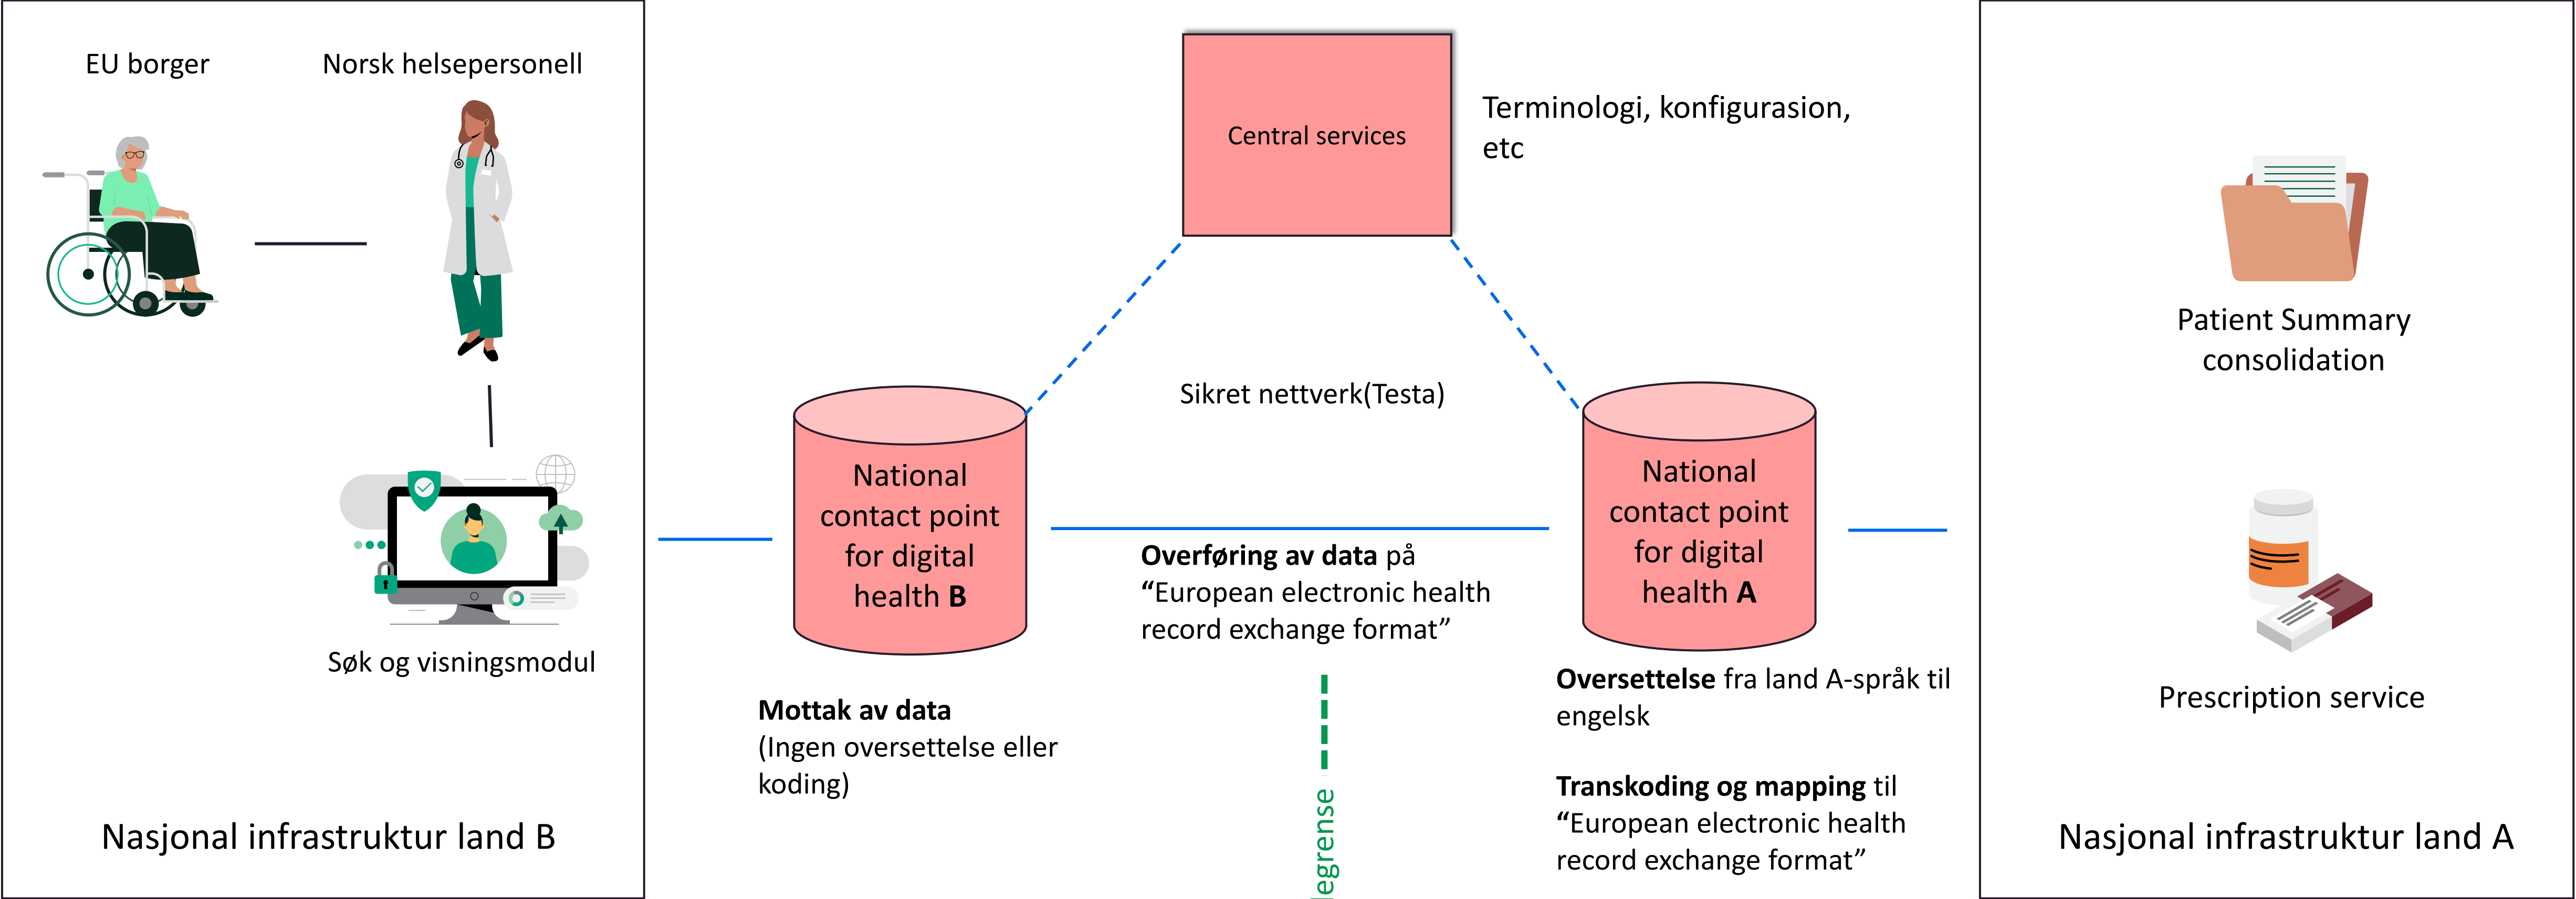 EU borger
Norsk helsepersonell
Søk og visningsmodul
Nasjonal infrastruktur land B
Central services
Terminologi, konfigurasion,
etc
Sikret nettverk(Testa)
National
contact point
for digital
health B
Mottak av data
(Ingen oversettelse eller
koding)
Overføring av data på
“European electronic health
record exchange format”
legrense
National
contact point
for digital
health A
Oversettelse fra land A-språk til
engelsk
Transkoding og mapping til
“European electronic health
record exchange format”
Patient Summary
consolidation
Prescription service
Nasjonal infrastruktur land A